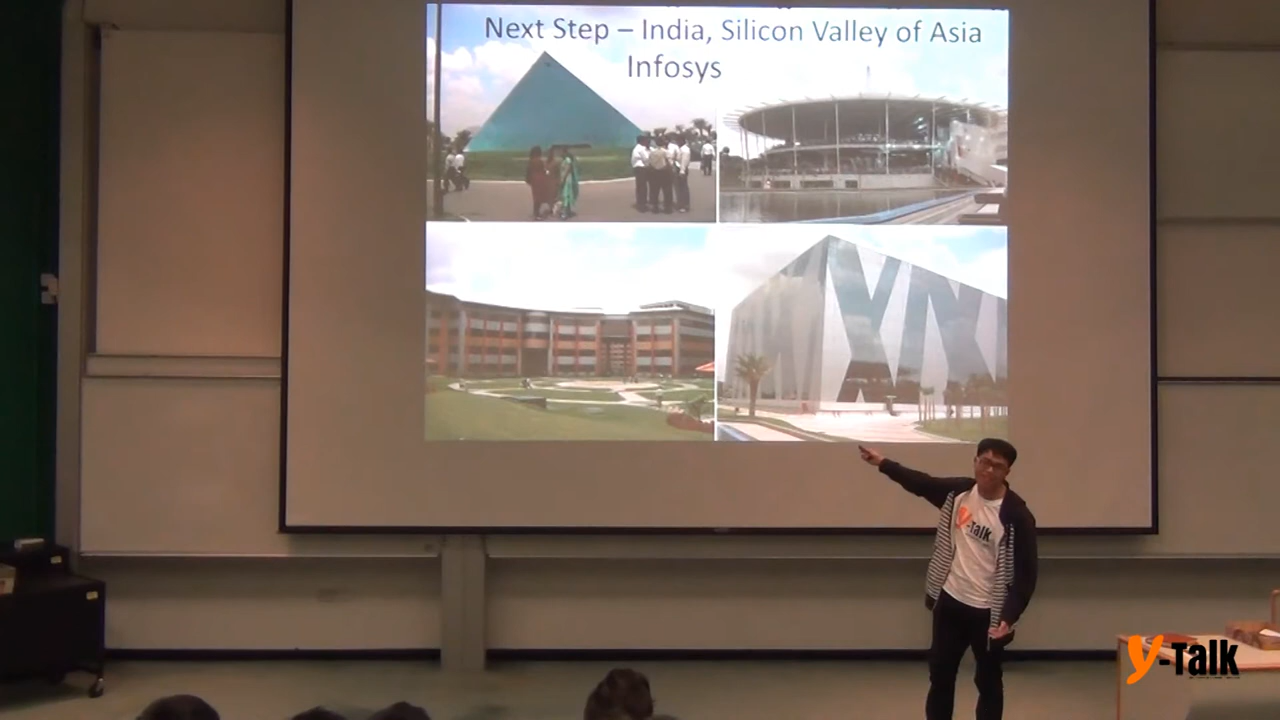 Next Step – India, Silicon Valley of Asia
Infosys
y-Talk
y-Talk